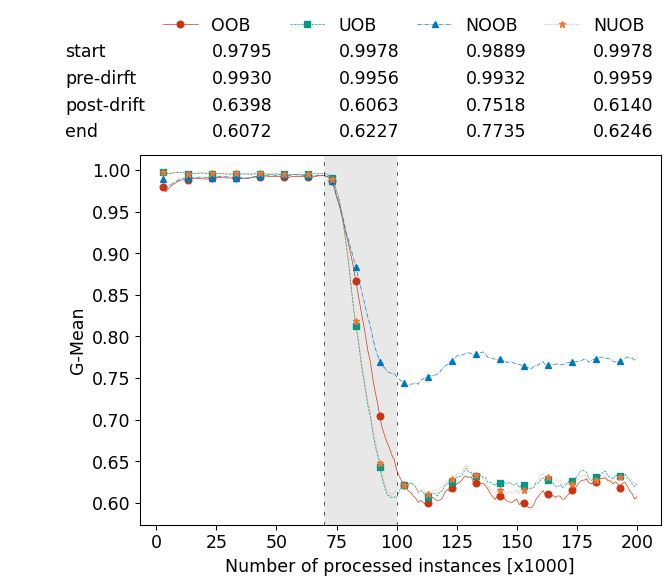 OOB UOB NOOB NUOB
start 0.9795 0.9978 0.9889 0.9978
pre-dirft 0.9930 0.9956 0.9932 0.9959
post-drift 0.6398 0.6063 0.7518 0.6140
end 0.6072 0.6227 0.7735 0.6246
1.00
0.95
0.90
0.85
0.80
0.75
0.70
0.65
0.60
G-Mean
0 25 50 75 100 125 150 175 200
Number of processed instances [x1000]